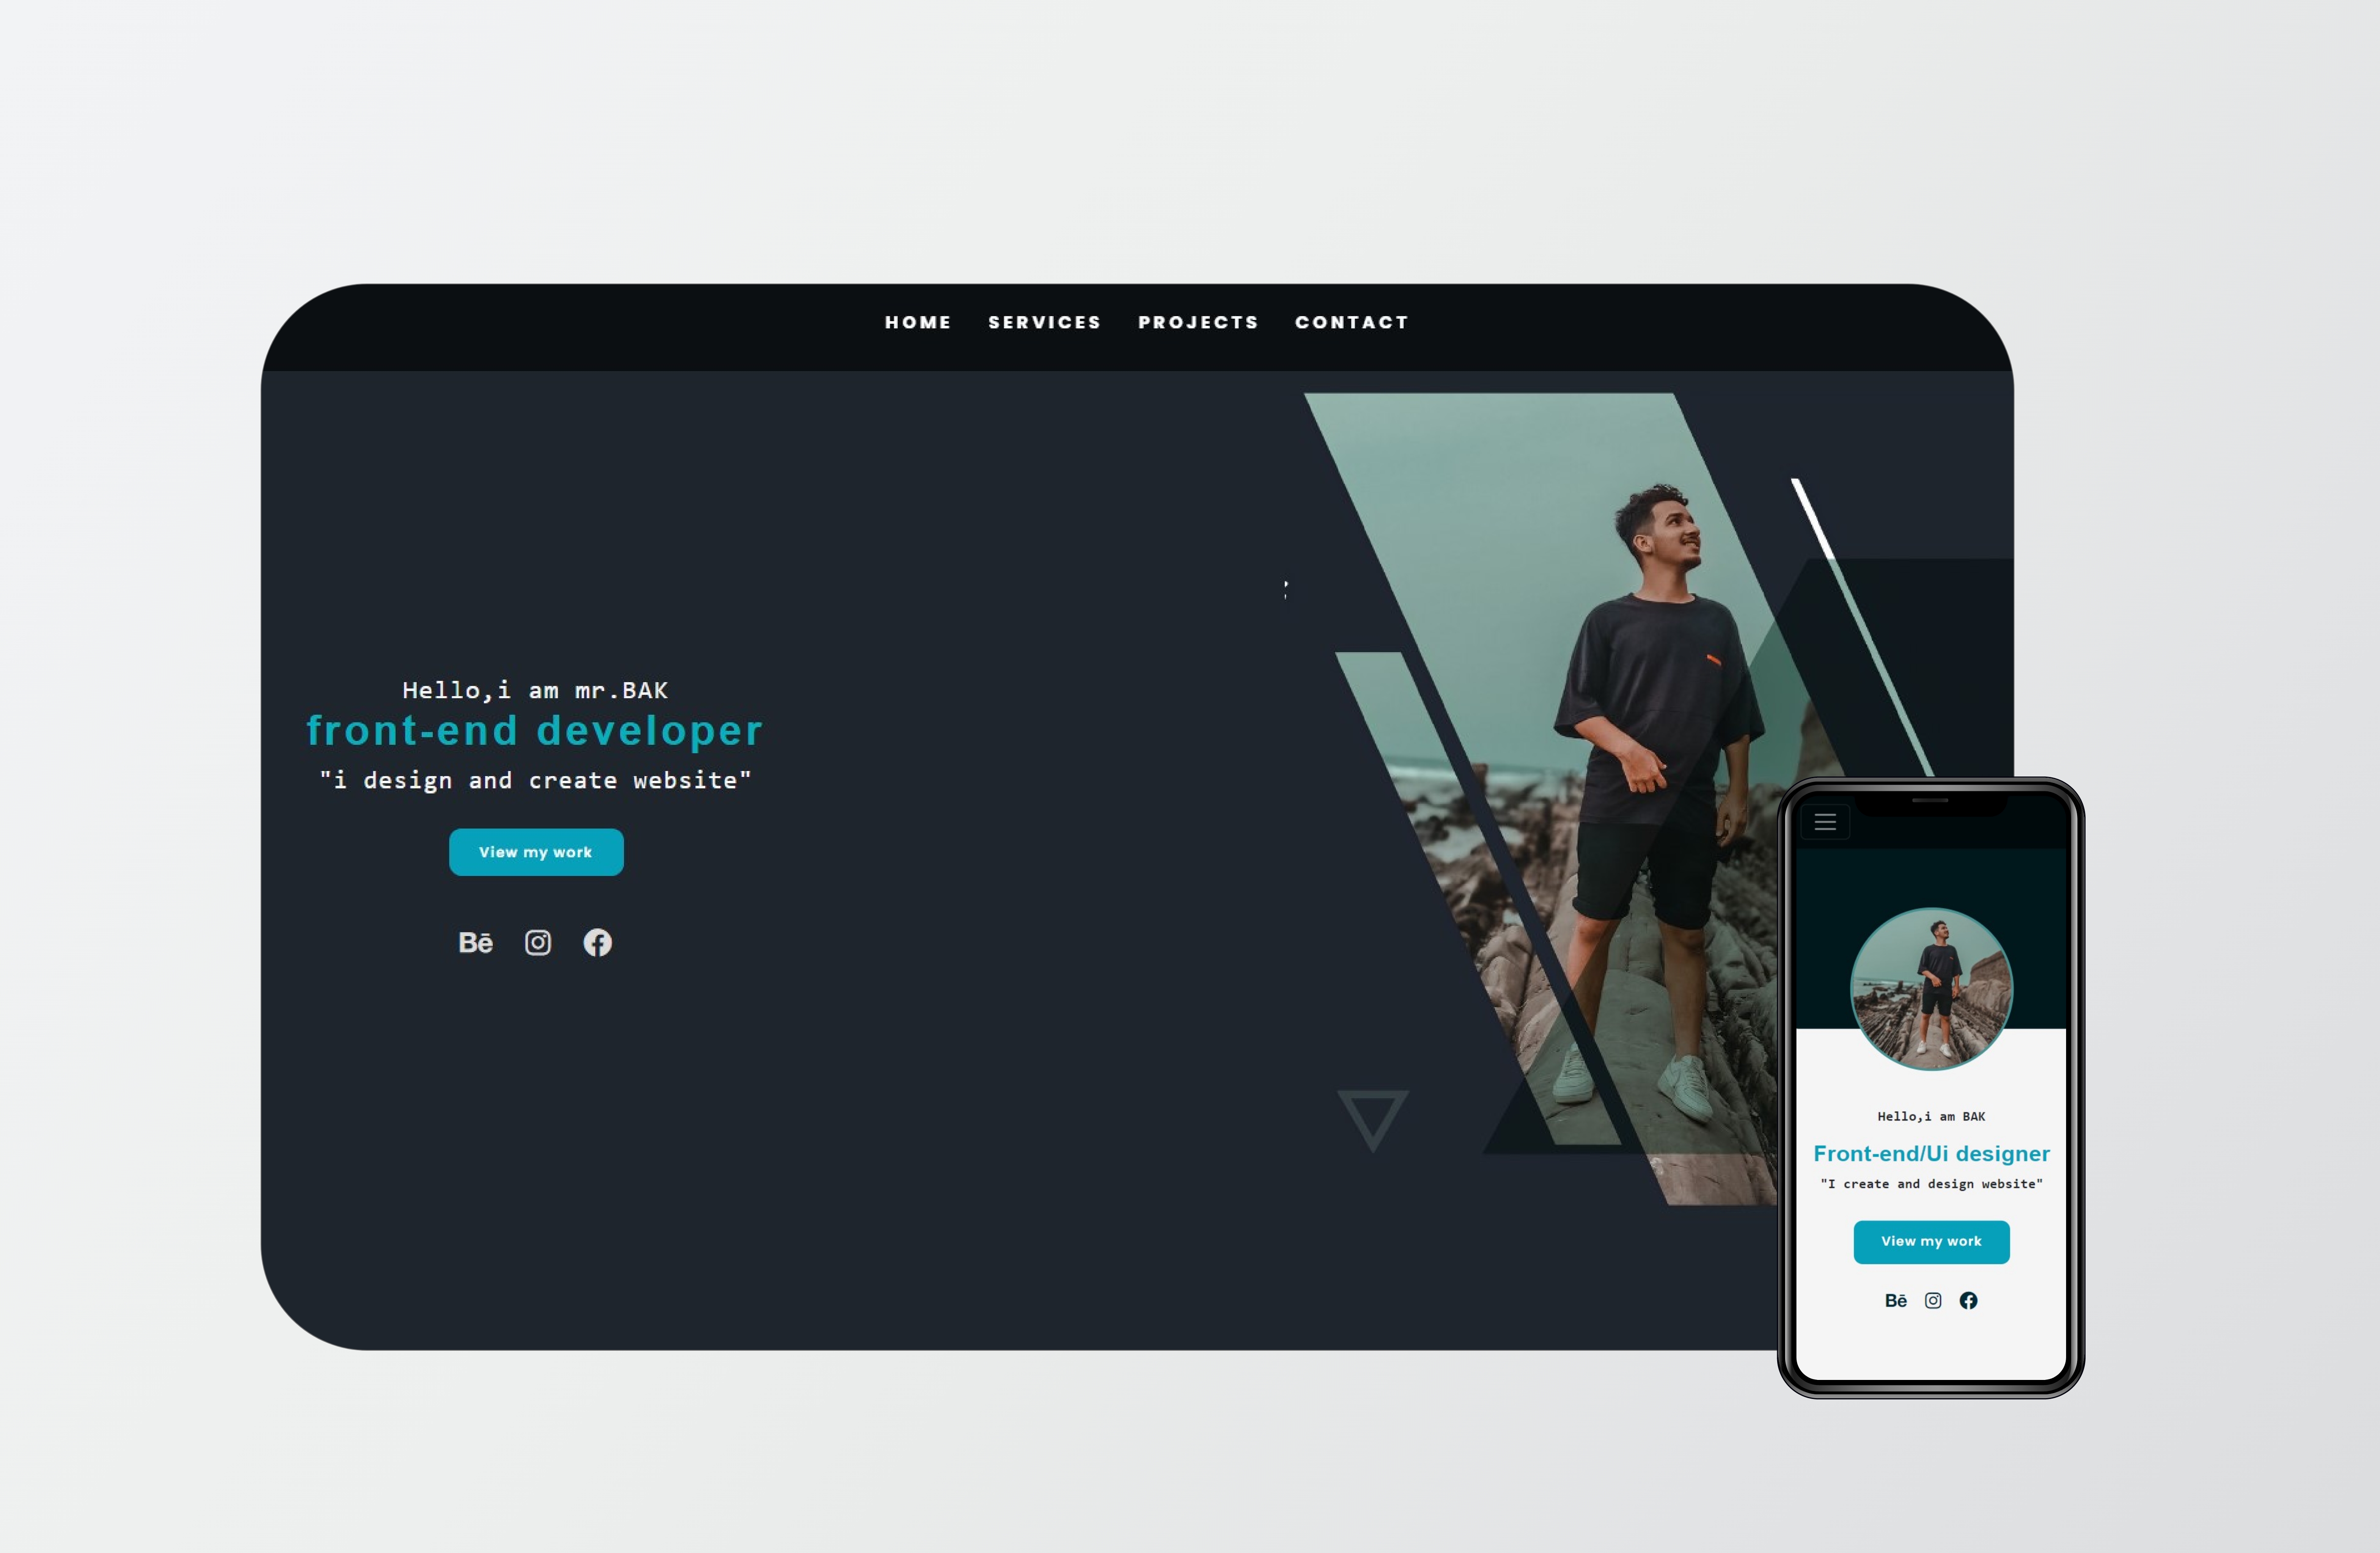 HOME SERVICES PROJECTS CONTACT
Hello,i am mr.BAK
front-end developer
"i design and create website"
View my work
Bē
Hello,i am BAK
Front-end/Ui designer
"I create and design website"
View my work
Bē